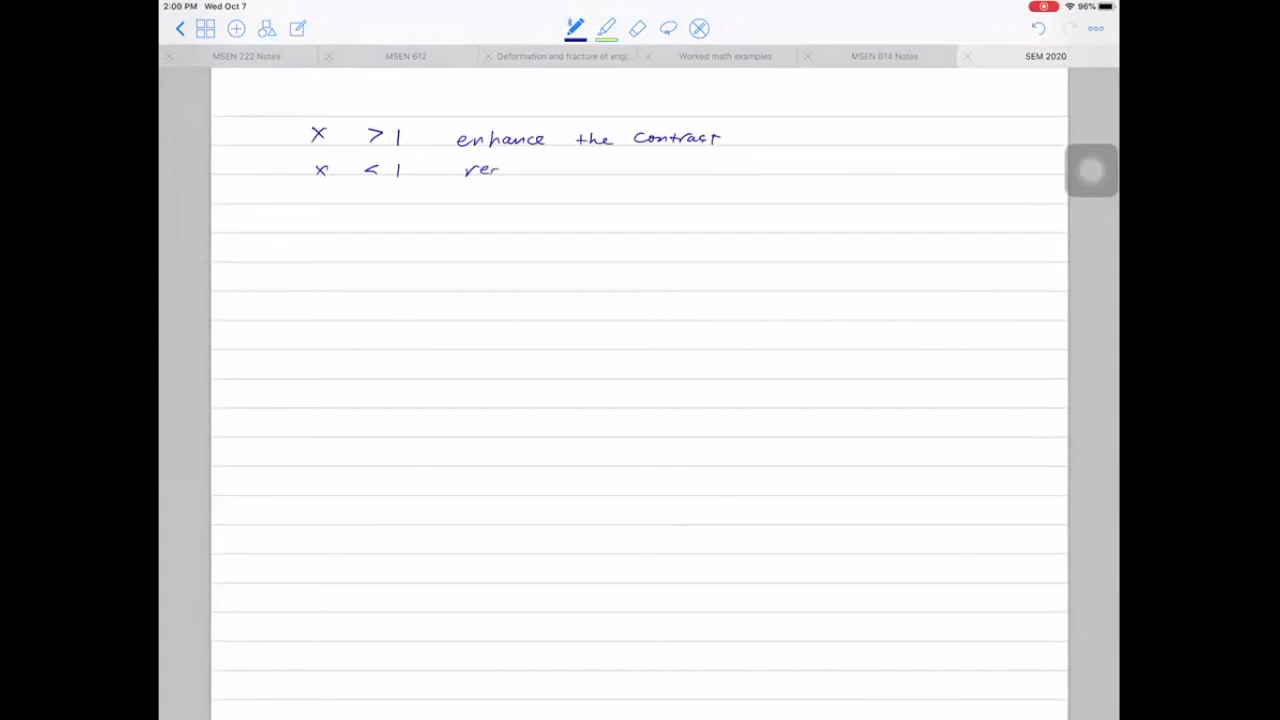 2:00 PM Wed Oct 7 96%
MSEN 222 Notes MSEN 612 Deformation and fracture of engi... Worked math examples MSEN 614 Notes SEM 2020
x > 1 enhance the contrast
x < 1 rer